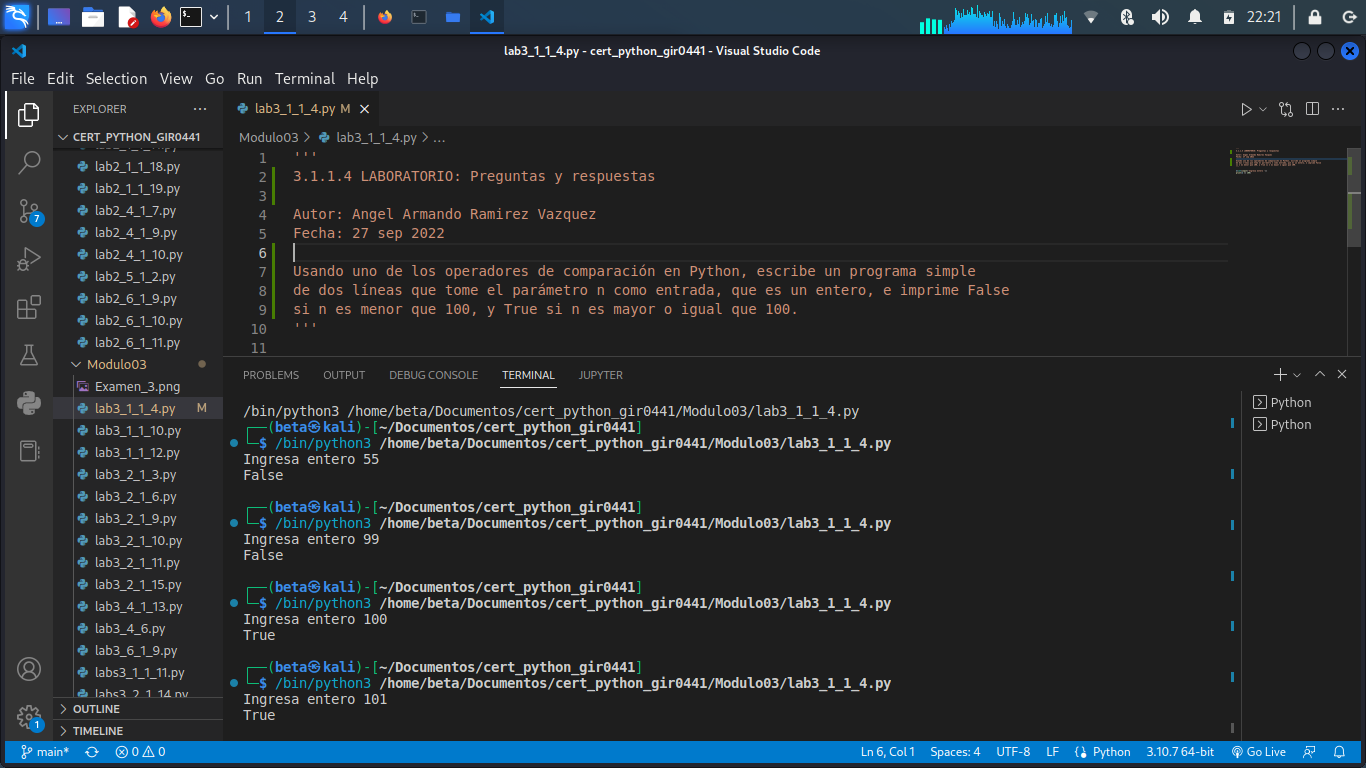 1
2
3
4
22:21
lab3_1_1_4.py - cert_python_gir0441 - Visual Studio Code
File Edit Selection View Go Run Terminal Help
EXPLORER
CERT_PYTHON_GIR0441
lab2_1_1_18.py
lab2_1_1_19.py
lab2_4_1_7.py
lab2_4_1_9.py
lab2_4_1_10.py
lab2_5_1_2.py
lab2_6_1_9.py
lab2_6_1_10.py
lab2_6_1_11.py
Modulo03
Examen_3.png
lab3_1_1_4.py M
lab3_1_1_10.py
lab3_1_1_12.py
lab3_2_1_3.py
lab3_2_1_6.py
lab3_2_1_9.py
lab3_2_1_10.py
lab3_2_1_11.py
lab3_2_1_15.py
lab3_4_1_13.py
lab3_4_6.py
lab3_6_1_9.py
labs3_1_1_11.py
labs3_2_1_14.py
OUTLINE
TIMELINE
7
1
lab3_1_1_4.py M
Modulo03 > lab3_1_1_4.py > ...
1 '''
2 3.1.1.4 LABORATORIO: Preguntas y respuestas
3
4 Autor: Angel Armando Ramirez Vazquez
5 Fecha: 27 sep 2022
6
7 Usando uno de los operadores de comparación en Python, escribe un programa simple
8 de dos líneas que tome el parámetro n como entrada, que es un entero, e imprime False
9 si n es menor que 100, y True si n es mayor o igual que 100.
10 '''
11
PROBLEMS OUTPUT DEBUG CONSOLE TERMINAL JUPYTER
/bin/python3 /home/beta/Documentos/cert_python_gir0441/Modulo03/lab3_1_1_4.py
┌──(beta㉿kali)-[~/Documentos/cert_python_gir0441]
└─$ /bin/python3 /home/beta/Documentos/cert_python_gir0441/Modulo03/lab3_1_1_4.py
Ingresa entero 55
False
┌──(beta㉿kali)-[~/Documentos/cert_python_gir0441]
└─$ /bin/python3 /home/beta/Documentos/cert_python_gir0441/Modulo03/lab3_1_1_4.py
Ingresa entero 99
False
┌──(beta㉿kali)-[~/Documentos/cert_python_gir0441]
└─$ /bin/python3 /home/beta/Documentos/cert_python_gir0441/Modulo03/lab3_1_1_4.py
Ingresa entero 100
True
┌──(beta㉿kali)-[~/Documentos/cert_python_gir0441]
└─$ /bin/python3 /home/beta/Documentos/cert_python_gir0441/Modulo03/lab3_1_1_4.py
Ingresa entero 101
True
Python
Python
main* 0 0 Ln 6, Col 1 Spaces: 4 UTF-8 LF Python 3.10.7 64-bit Go Live